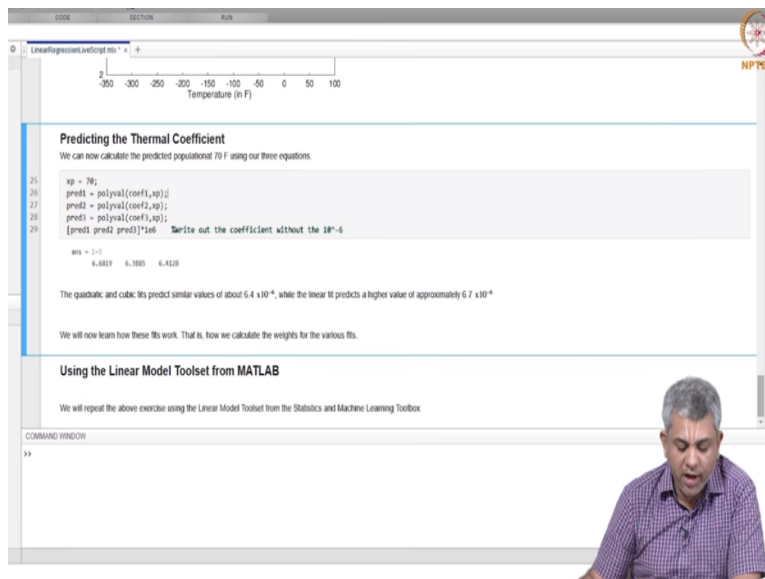 CODE SECTION RUN
LinearRegressionLiveScript.mlx * × +
NPTE
2
-350 -300 -250 -200 -150 -100 -50 0 50 100
Temperature (in F)
Predicting the Thermal Coefficient
We can now calculate the predicted populationat 70 F using our three equations.
25 xp = 70;
26 pred1 = polyval(coef1,xp);
27 pred2 = polyval(coef2,xp);
28 pred3 = polyval(coef3,xp);
29 [pred1 pred2 pred3]*1e6 %Write out the coefficient without the 10^-6
ans = 1×3
6.6819 6.3885 6.4128
The quadratic and cubic fits predict similar values of about 6.4 x10⁻⁶, while the linear fit predicts a higher value of approximately 6.7 x10⁻⁶
We will now learn how these fits work. That is, how we calculate the weights for the various fits.
Using the Linear Model Toolset from MATLAB
We will repeat the above exercise using the Linear Model Toolset from the Statistics and Machine Learning Toolbox
COMMAND WINDOW
>>